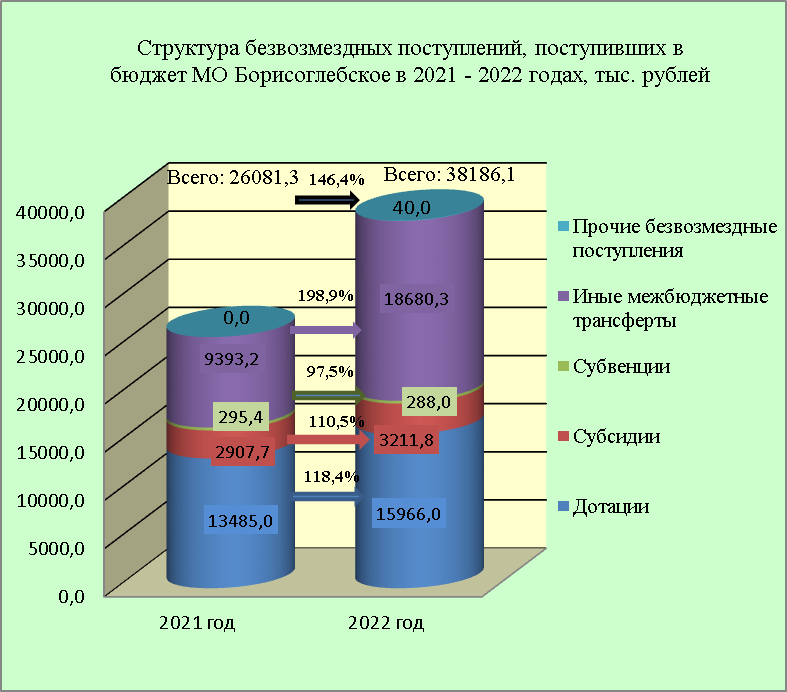 Структура безвозмездных поступлений, поступивших в
бюджет МО Борисоглебское в 2021 - 2022 годах, тыс. рублей
Всего: 26081,3
146,4%
Всего: 38186,1
40000,0
35000,0
30000,0
25000,0
20000,0
15000,0
10000,0
5000,0
0,0
0,0
9393,2
295,4
2907,7
13485,0
198,9%
97,5%
110,5%
118,4%
40,0
18680,3
288,0
3211,8
15966,0
2021 год
2022 год
Прочие безвозмездные
поступления
Иные межбюджетные
трансферты
Субвенции
Субсидии
Дотации